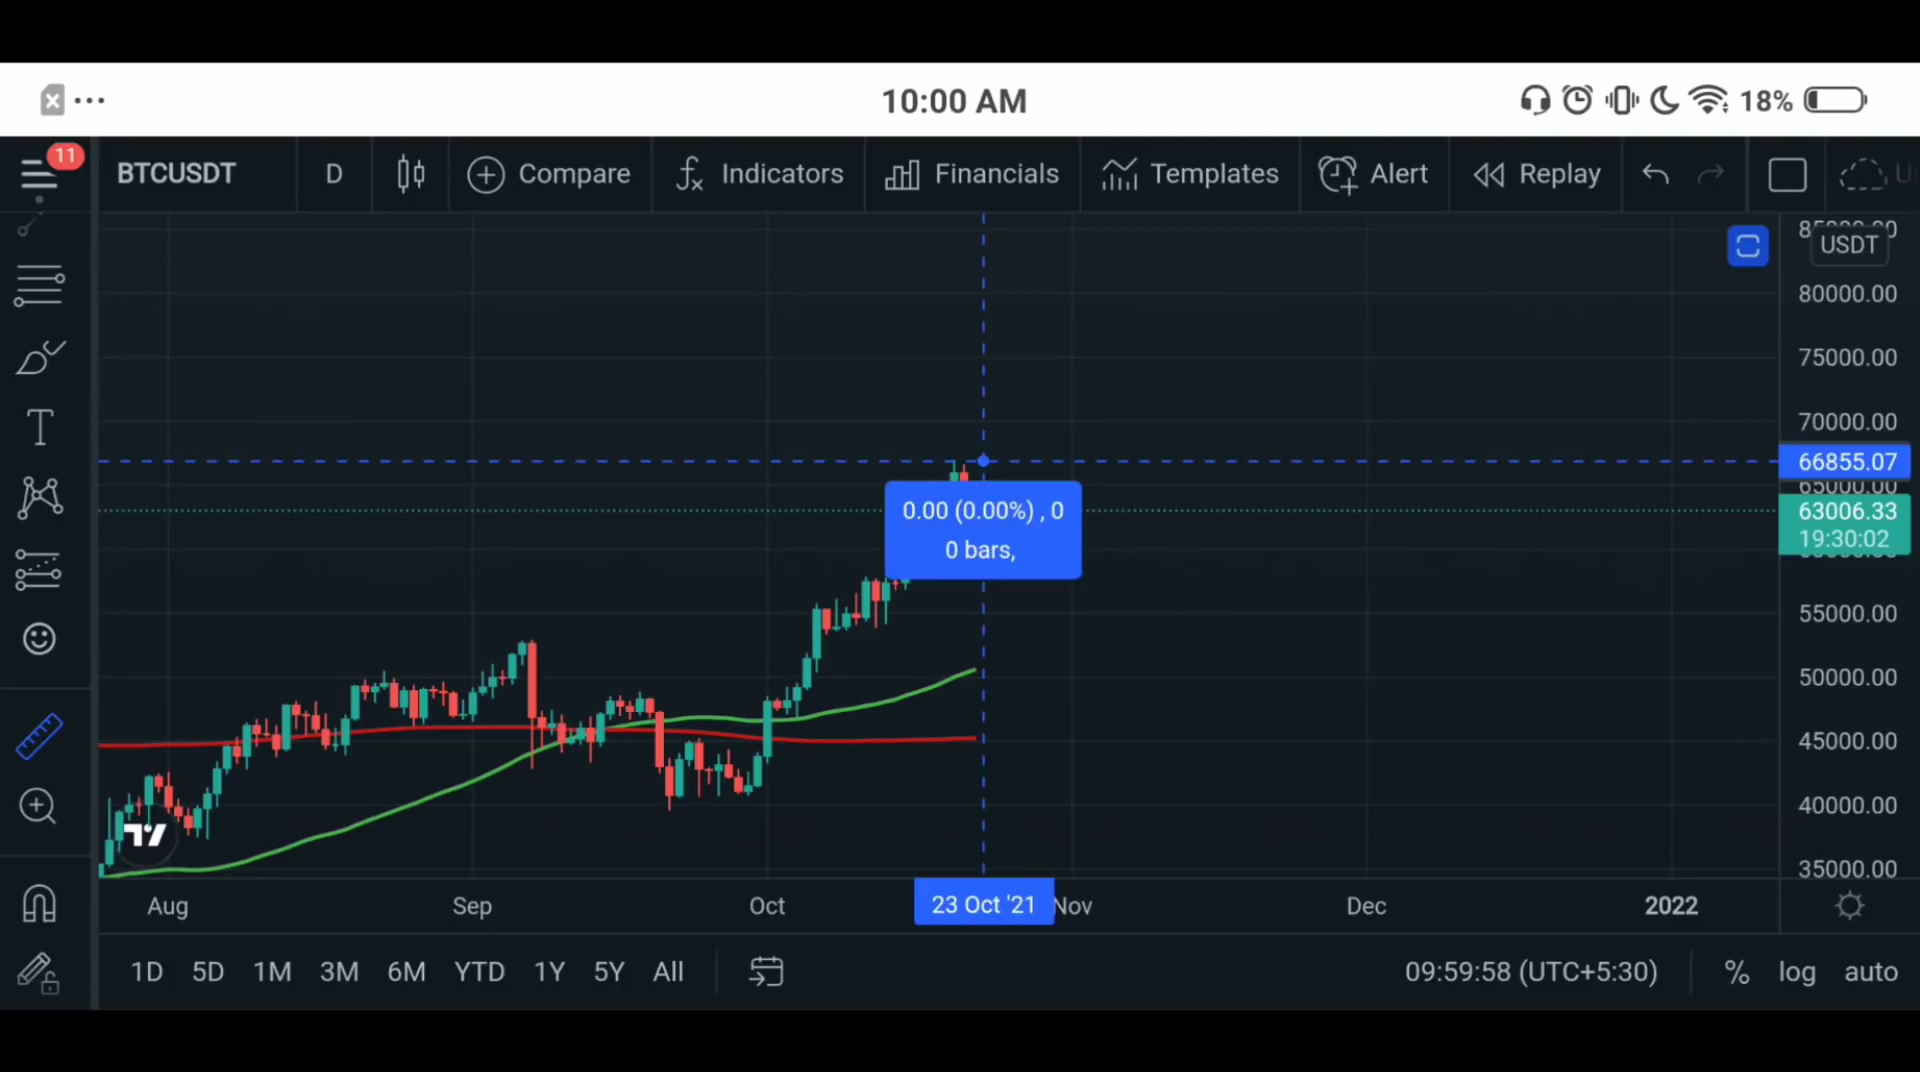 10:00 AM
18%
11
BTCUSDT
D
Compare
Indicators
Financials
Templates
Alert
Replay
USDT
80000.00
75000.00
70000.00
66855.07
65000.00
63006.33
19:30:02
55000.00
50000.00
45000.00
40000.00
35000.00
0.00 (0.00%) , 0
0 bars,
Aug
Sep
Oct
23 Oct '21
Nov
Dec
2022
1D
5D
1M
3M
6M
YTD
1Y
5Y
All
09:59:58 (UTC+5:30)
%
log
auto